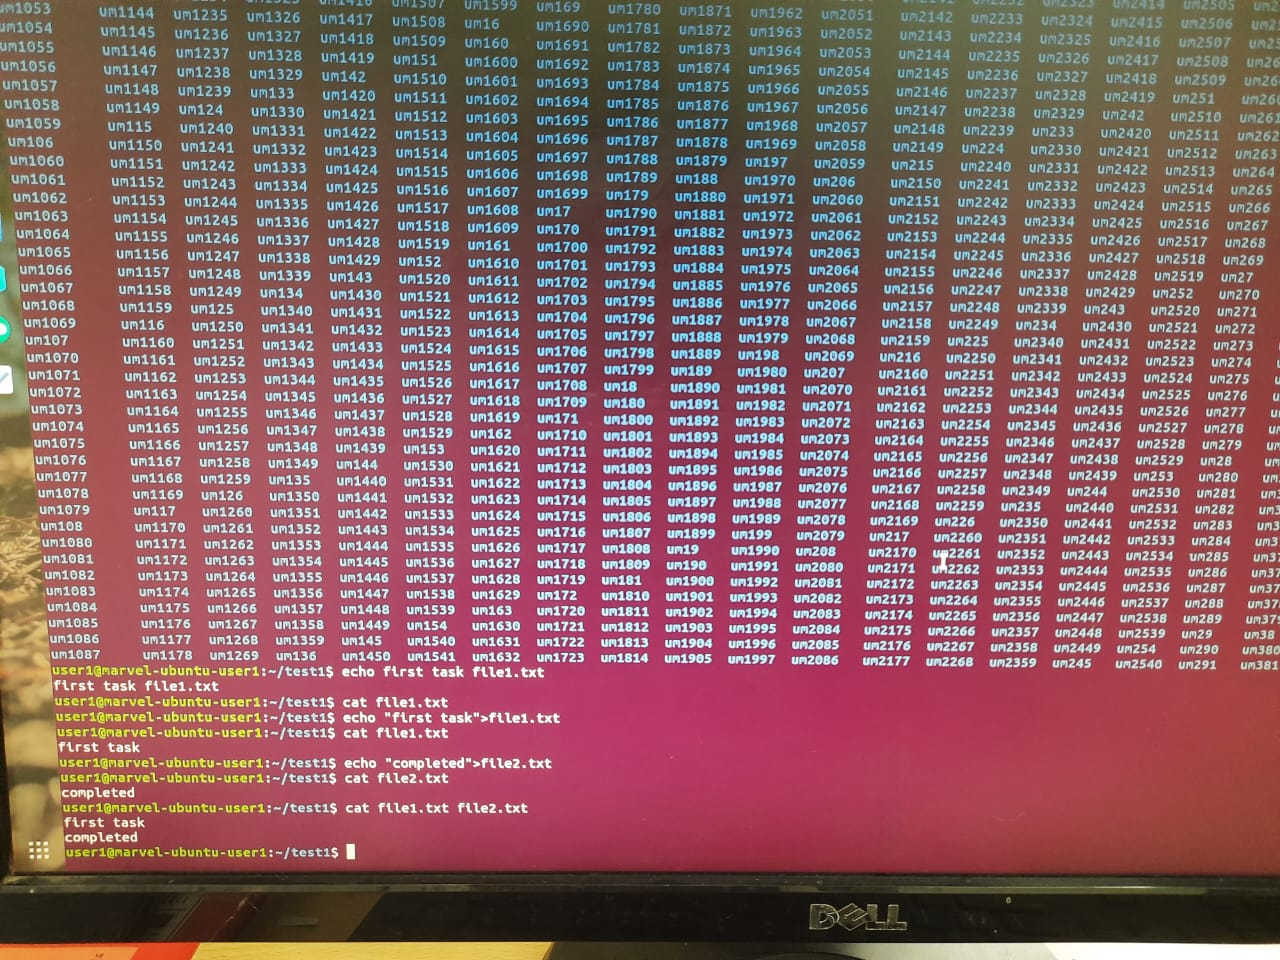 um1053 um1144 um1235 um1326 um1417 um1508 um16 um1690 um1781 um1872 um1963 um2052 um2143 um2234 um2325 um2416 um2507
um1054 um1145 um1236 um1327 um1418 um1509 um160 um1691 um1782 um1873 um1964 um2053 um2144 um2235 um2326 um2417 um2508
um1055 um1146 um1237 um1328 um1419 um151 um1600 um1692 um1783 um1874 um1965 um2054 um2145 um2236 um2327 um2418 um2509
um1056 um1147 um1238 um1329 um142 um1510 um1601 um1693 um1784 um1875 um1966 um2055 um2146 um2237 um2328 um2419 um251
um1057 um1148 um1239 um133 um1420 um1511 um1602 um1694 um1785 um1876 um1967 um2056 um2147 um2238 um2329 um242 um2510
um1058 um1149 um124 um1330 um1421 um1512 um1603 um1695 um1786 um1877 um1968 um2057 um2148 um2239 um233 um2420 um2511
um1059 um115 um1240 um1331 um1422 um1513 um1604 um1696 um1787 um1878 um1969 um2058 um2149 um224 um2330 um2421 um2512
um106 um1150 um1241 um1332 um1423 um1514 um1605 um1697 um1788 um1879 um197 um2059 um215 um2240 um2331 um2422 um2513 um264
um1060 um1151 um1242 um1333 um1424 um1515 um1606 um1698 um1789 um188 um1970 um206 um2150 um2241 um2332 um2423 um2514 um265
um1061 um1152 um1243 um1334 um1425 um1516 um1607 um1699 um179 um1880 um1971 um2060 um2151 um2242 um2333 um2424 um2515 um266
um1062 um1153 um1244 um1335 um1426 um1517 um1608 um17 um1790 um1881 um1972 um2061 um2152 um2243 um2334 um2425 um2516 um267
um1063 um1154 um1245 um1336 um1427 um1518 um1609 um170 um1791 um1882 um1973 um2062 um2153 um2244 um2335 um2426 um2517 um268
um1064 um1155 um1246 um1337 um1428 um1519 um161 um1700 um1792 um1883 um1974 um2063 um2154 um2245 um2336 um2427 um2518 um269
um1065 um1156 um1247 um1338 um1429 um152 um1610 um1701 um1793 um1884 um1975 um2064 um2155 um2246 um2337 um2428 um2519 um27
um1066 um1157 um1248 um1339 um143 um1520 um1611 um1702 um1794 um1885 um1976 um2065 um2156 um2247 um2338 um2429 um252 um270
um1067 um1158 um1249 um134 um1430 um1521 um1612 um1703 um1795 um1886 um1977 um2066 um2157 um2248 um2339 um243 um2520 um271
um1068 um1159 um125 um1340 um1431 um1522 um1613 um1704 um1796 um1887 um1978 um2067 um2158 um2249 um234 um2430 um2521 um272
um1069 um116 um1250 um1341 um1432 um1523 um1614 um1705 um1797 um1888 um1979 um2068 um2159 um225 um2340 um2431 um2522 um273
um107 um1160 um1251 um1342 um1433 um1524 um1615 um1706 um1798 um1889 um198 um2069 um216 um2250 um2341 um2432 um2523 um274
um1070 um1161 um1252 um1343 um1434 um1525 um1616 um1707 um1799 um189 um1980 um207 um2160 um2251 um2342 um2433 um2524 um275
um1071 um1162 um1253 um1344 um1435 um1526 um1617 um1708 um18 um1890 um1981 um2070 um2161 um2252 um2343 um2434 um2525 um276
um1072 um1163 um1254 um1345 um1436 um1527 um1618 um1709 um180 um1891 um1982 um2071 um2162 um2253 um2344 um2435 um2526 um277
um1073 um1164 um1255 um1346 um1437 um1528 um1619 um171 um1800 um1892 um1983 um2072 um2163 um2254 um2345 um2436 um2527 um278
um1074 um1165 um1256 um1347 um1438 um1529 um162 um1710 um1801 um1893 um1984 um2073 um2164 um2255 um2346 um2437 um2528 um279
um1075 um1166 um1257 um1348 um1439 um153 um1620 um1711 um1802 um1894 um1985 um2074 um2165 um2256 um2347 um2438 um2529 um28
um1076 um1167 um1258 um1349 um144 um1530 um1621 um1712 um1803 um1895 um1986 um2075 um2166 um2257 um2348 um2439 um253 um280
um1077 um1168 um1259 um135 um1440 um1531 um1622 um1713 um1804 um1896 um1987 um2076 um2167 um2258 um2349 um244 um2530 um281
um1078 um1169 um126 um1350 um1441 um1532 um1623 um1714 um1805 um1897 um1988 um2077 um2168 um2259 um235 um2440 um2531 um282
um1079 um117 um1260 um1351 um1442 um1533 um1624 um1715 um1806 um1898 um1989 um2078 um2169 um226 um2350 um2441 um2532 um283
um108 um1170 um1261 um1352 um1443 um1534 um1625 um1716 um1807 um1899 um199 um2079 um217 um2260 um2351 um2442 um2533 um284
um1080 um1171 um1262 um1353 um1444 um1535 um1626 um1717 um1808 um19 um1990 um208 um2170 um2261 um2352 um2443 um2534 um285
um1081 um1172 um1263 um1354 um1445 um1536 um1627 um1718 um1809 um190 um1991 um2080 um2171 um2262 um2353 um2444 um2535 um286
um1082 um1173 um1264 um1355 um1446 um1537 um1628 um1719 um181 um1900 um1992 um2081 um2172 um2263 um2354 um2445 um2536 um287
um1083 um1174 um1265 um1356 um1447 um1538 um1629 um172 um1810 um1901 um1993 um2082 um2173 um2264 um2355 um2446 um2537 um288
um1084 um1175 um1266 um1357 um1448 um1539 um163 um1720 um1811 um1902 um1994 um2083 um2174 um2265 um2356 um2447 um2538 um289
um1085 um1176 um1267 um1358 um1449 um154 um1630 um1721 um1812 um1903 um1995 um2084 um2175 um2266 um2357 um2448 um2539 um29 um38
um1086 um1177 um1268 um1359 um145 um1540 um1631 um1722 um1813 um1904 um1996 um2085 um2176 um2267 um2358 um2449 um254 um290 um380
um1087 um1178 um1269 um136 um1450 um1541 um1632 um1723 um1814 um1905 um1997 um2086 um2177 um2268 um2359 um245 um2540 um291 um381
user1@marvel-ubuntu-user1:~/test1$ echo first task file1.txt
first task file1.txt
user1@marvel-ubuntu-user1:~/test1$ cat file1.txt
user1@marvel-ubuntu-user1:~/test1$ echo "first task">file1.txt
user1@marvel-ubuntu-user1:~/test1$ cat file1.txt
first task
user1@marvel-ubuntu-user1:~/test1$ echo "completed">file2.txt
user1@marvel-ubuntu-user1:~/test1$ cat file2.txt
completed
user1@marvel-ubuntu-user1:~/test1$ cat file1.txt file2.txt
first task
completed
user1@marvel-ubuntu-user1:~/test1$
DELL